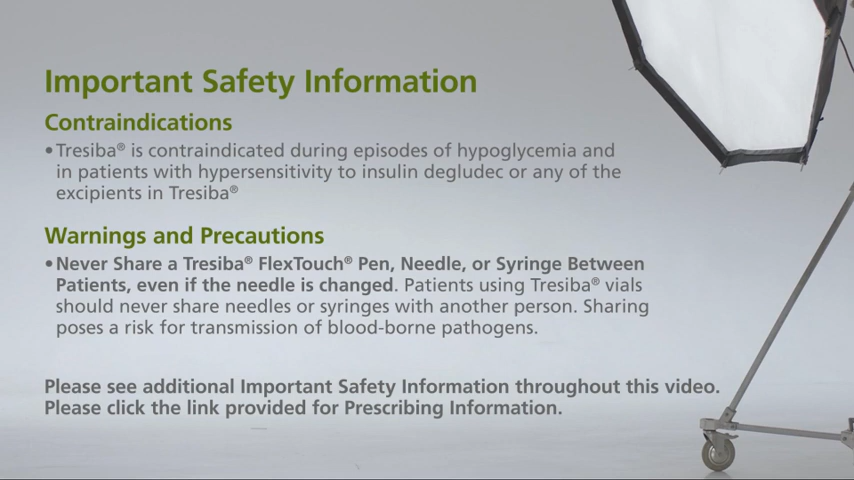 Important Safety Information
Contraindications
• Tresiba® is contraindicated during episodes of hypoglycemia and
in patients with hypersensitivity to insulin degludec or any of the
excipients in Tresiba®
Warnings and Precautions
• Never Share a Tresiba® FlexTouch® Pen, Needle, or Syringe Between
Patients, even if the needle is changed. Patients using Tresiba® vials
should never share needles or syringes with another person. Sharing
poses a risk for transmission of blood-borne pathogens.
Please see additional Important Safety Information throughout this video.
Please click the link provided for Prescribing Information.